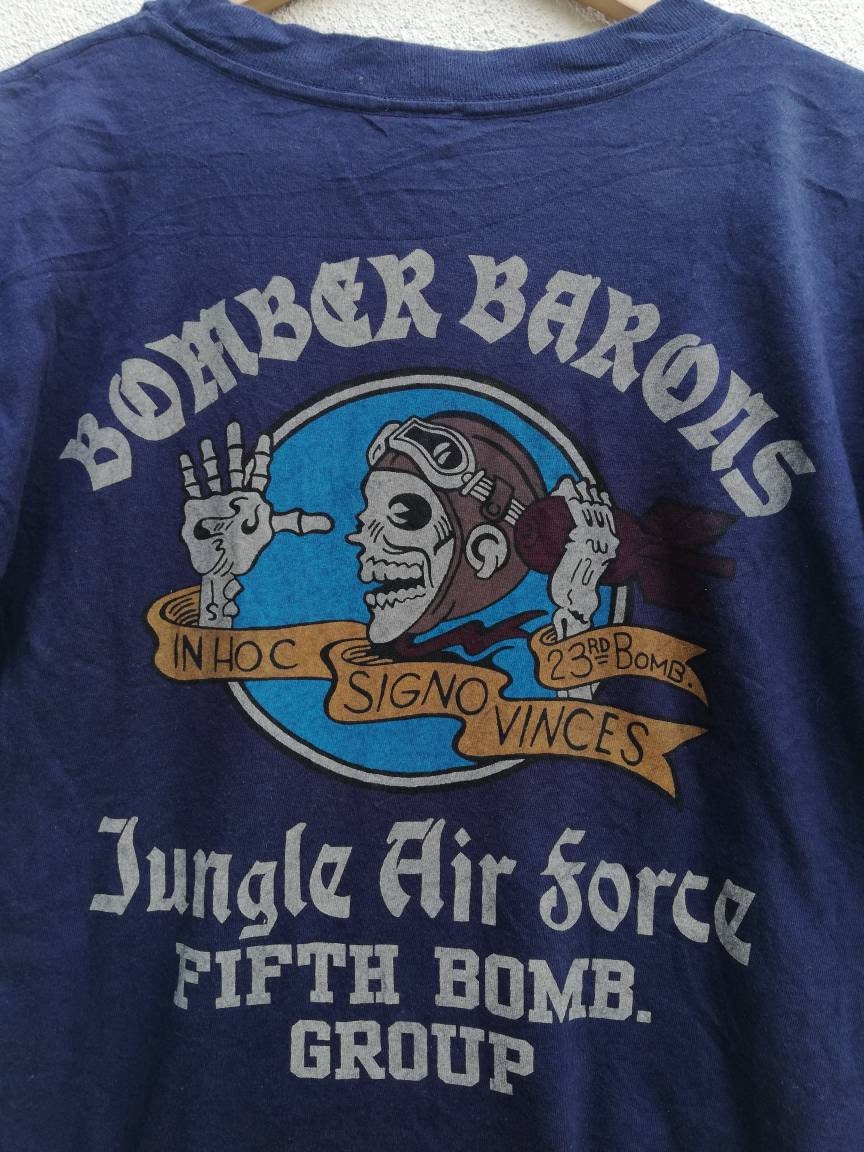 BOMBER BARONS
IN HOC
SIGNO
VINCES
23RD BOMB.
Jungle Air Force
FIFTH BOMB.
GROUP